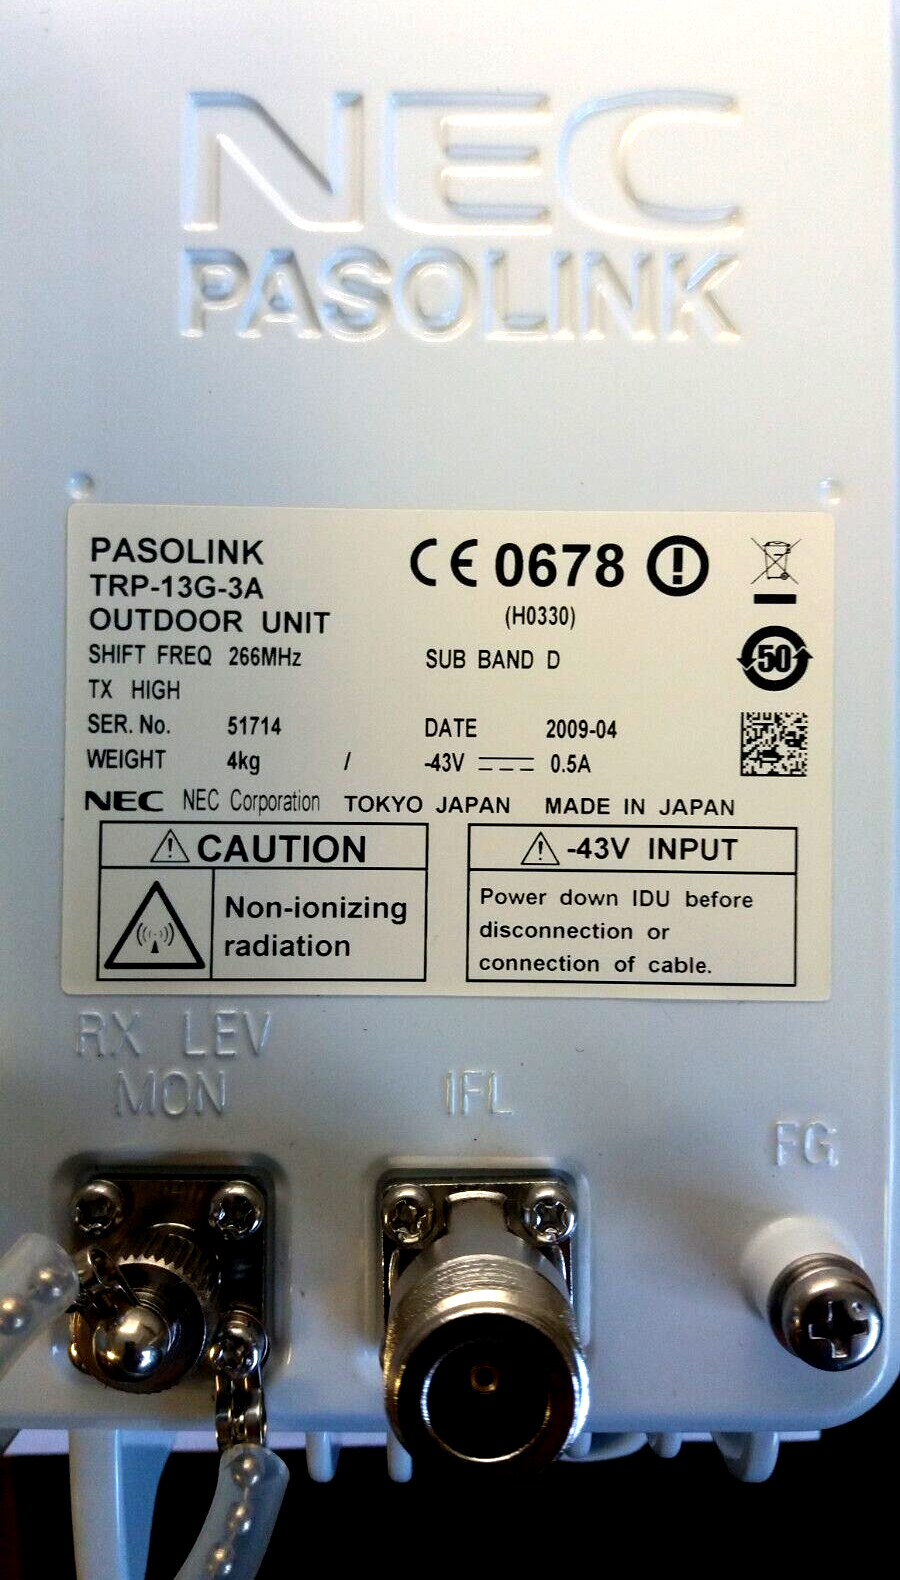 NEC
PASOLINK
PASOLINK
TRP-13G-3A
OUTDOOR UNIT
CE 0678
(H0330)
SHIFT FREQ 266MHz
SUB BAND D
TX HIGH
50
SER. No. 51714
DATE 2009-04
WEIGHT 4kg / -43V 0.5A
NEC NEC Corporation TOKYO JAPAN MADE IN JAPAN
CAUTION
Non-ionizing
radiation
-43V INPUT
Power down IDU before
disconnection or
connection of cable.
RX LEV
MON
IFL
FG